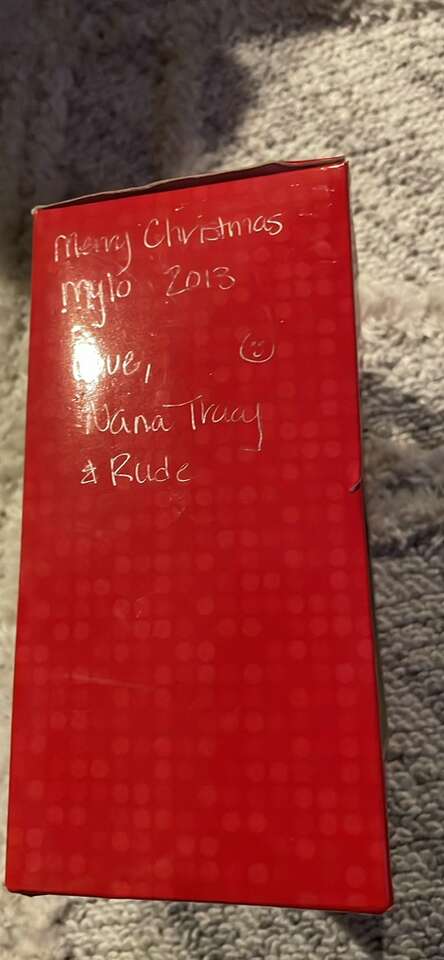 Merry Christmas
Mylo 2013
Love,
Nana Tracy
& Rude